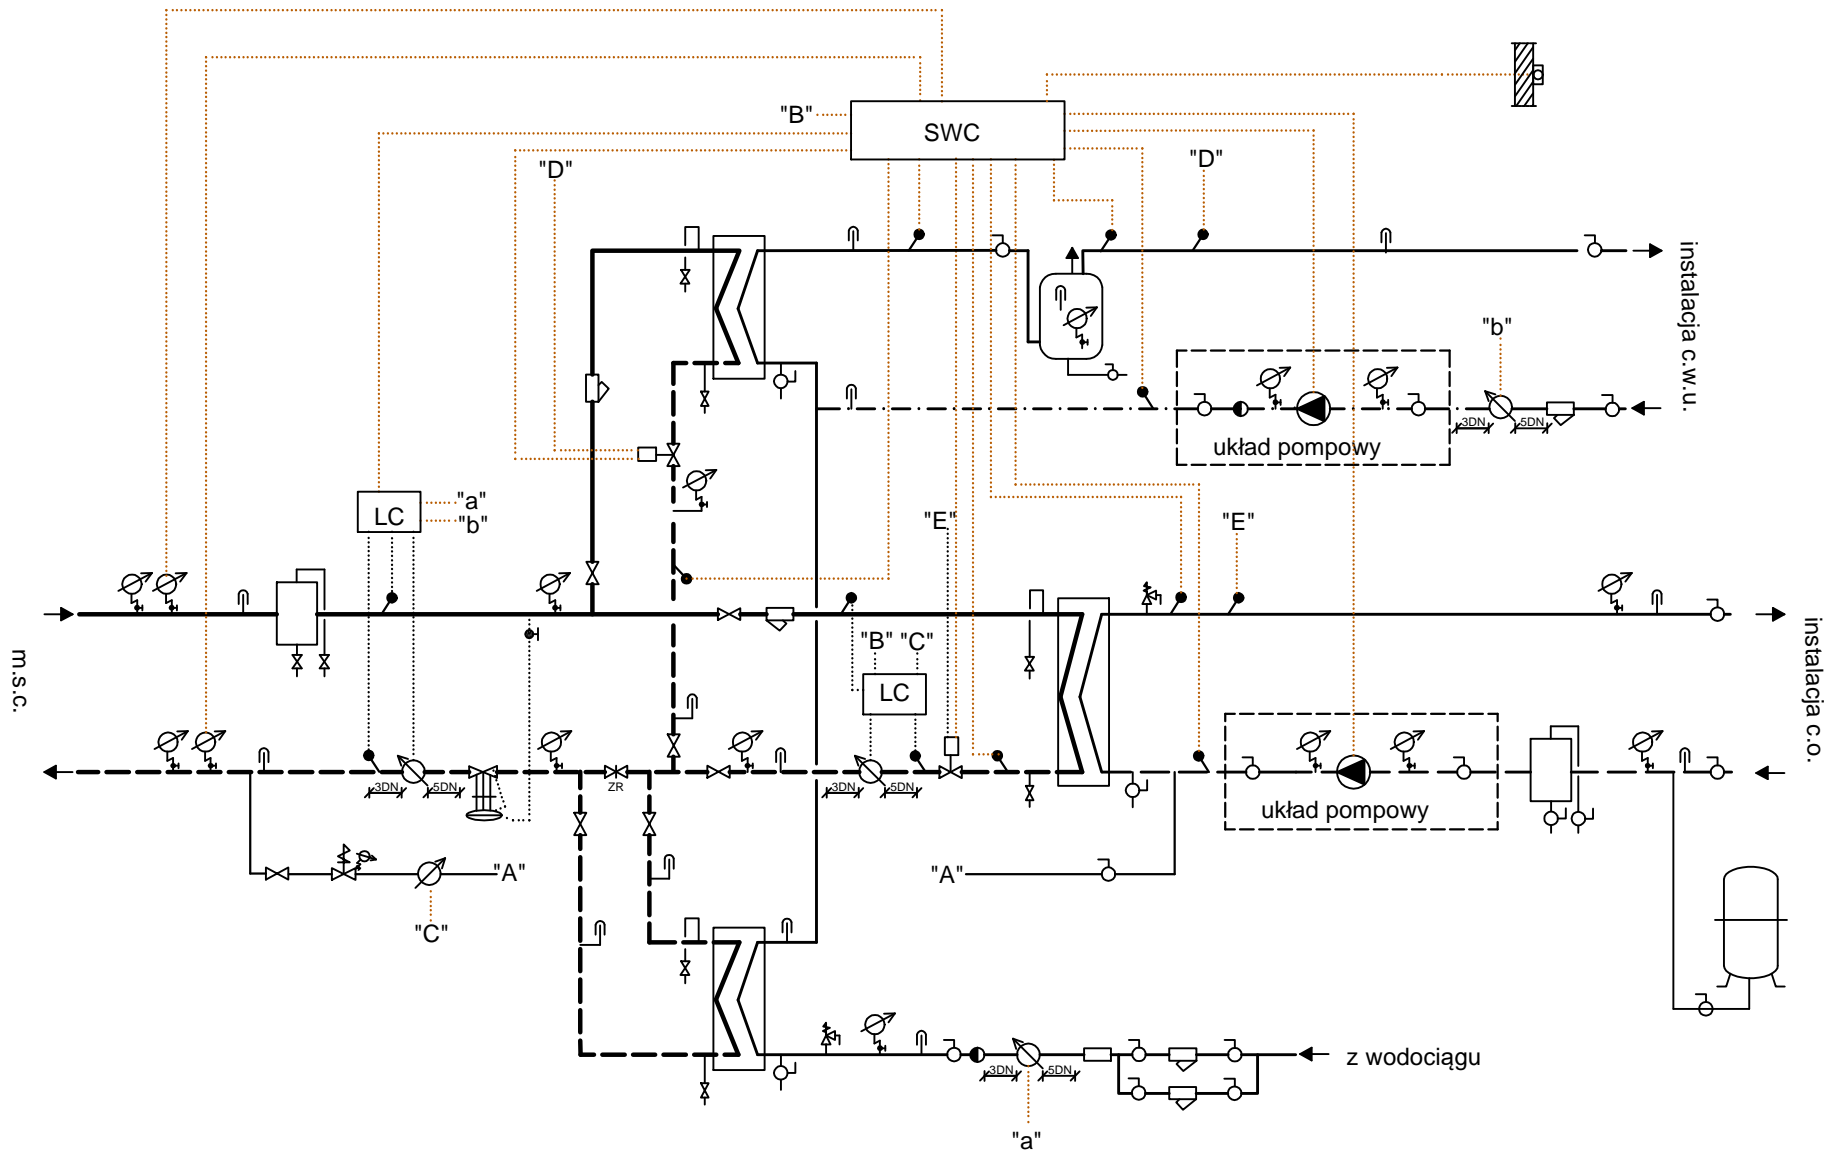 "B"
SWC
"D"
"D"
instalacja c.w.u.
"b"
3DN
5DN
układ pompowy
LC
"a"
"b"
"E"
"E"
m.s.c.
"B"
"C"
LC
instalacja c.o.
3DN
5DN
ZR
3DN
5DN
układ pompowy
"A"
"A"
"C"
3DN
5DN
z wodociągu
"a"